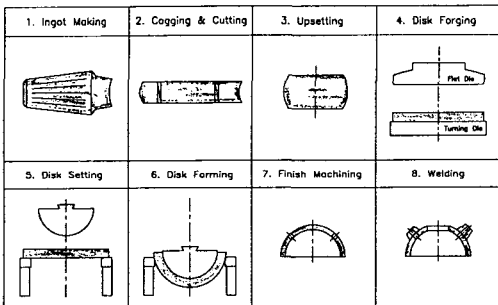 1. Ingot Making
2. Cogging & Cutting
3. Upsetting
4. Disk Forging
Flat Die
Turning Die
5. Disk Setting
6. Disk Forming
7. Finish Machining
8. Welding